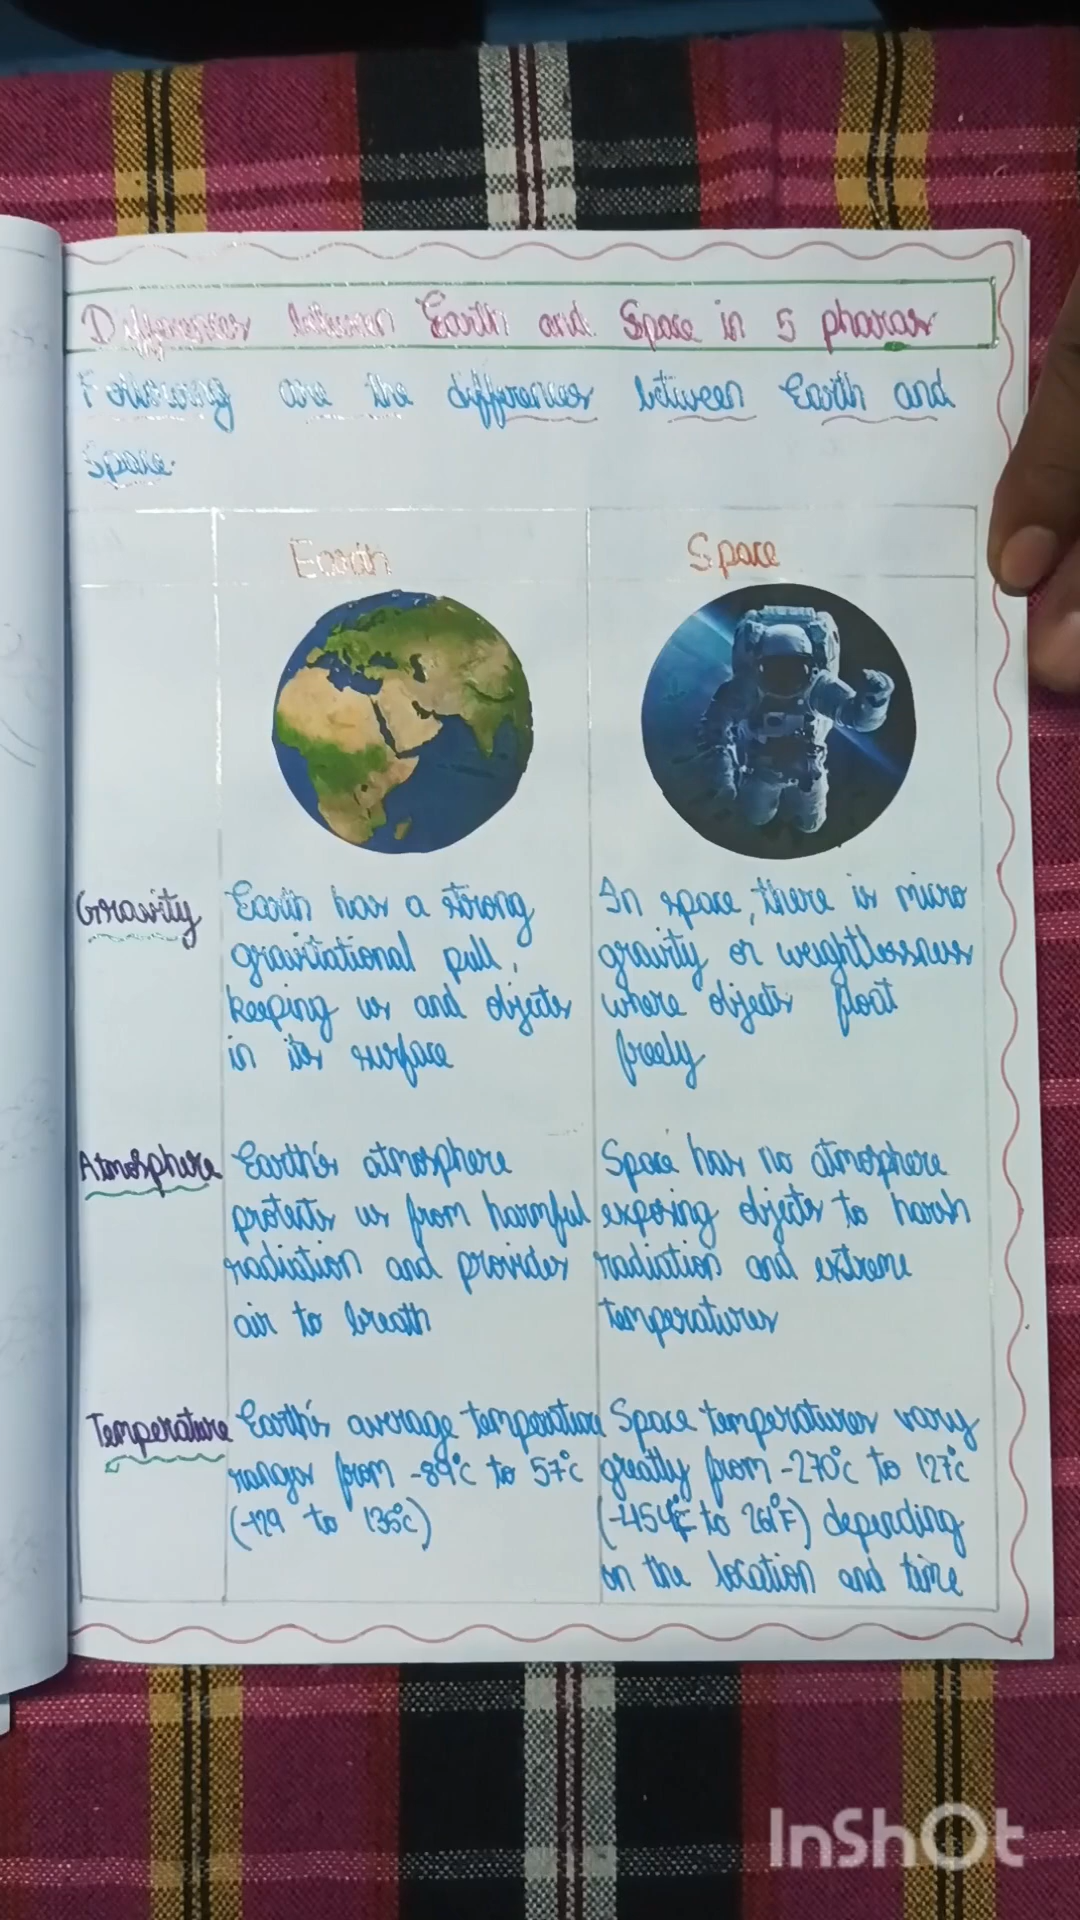 Differences between Earth and Space in 5 pharas
Following are the differences between Earth and
Space.
Earth
Space
Gravity
Earth has a strong
gravitational pull,
keeping us and objects
in its surface
In space, there is micro
gravity or weightlessness
where objects float
freely
Atmosphere
Earth's atmosphere
protects us from harmful
radiation and provides
air to breath
Space has no atmosphere
exposing objects to harsh
radiation and extreme
temperatures
Temperature
Earth's average temperature
ranges from -89°c to 57°c
(-129 to 135°c)
Space temperatures vary
greatly from -270°c to 127°c
(-454°F to 261°F) depending
on the location and time
InShOt